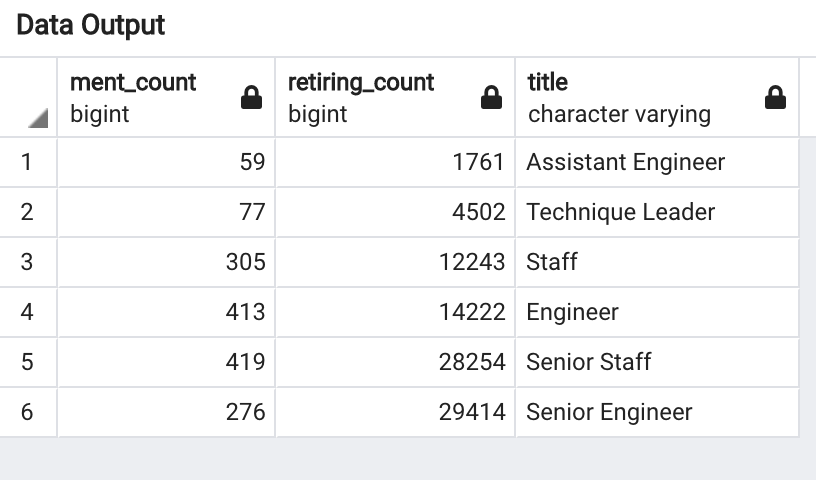 Data Output
ment_count retiring_count title
bigint bigint character varying
1 59 1761 Assistant Engineer
2 77 4502 Technique Leader
3 305 12243 Staff
4 413 14222 Engineer
5 419 28254 Senior Staff
6 276 29414 Senior Engineer